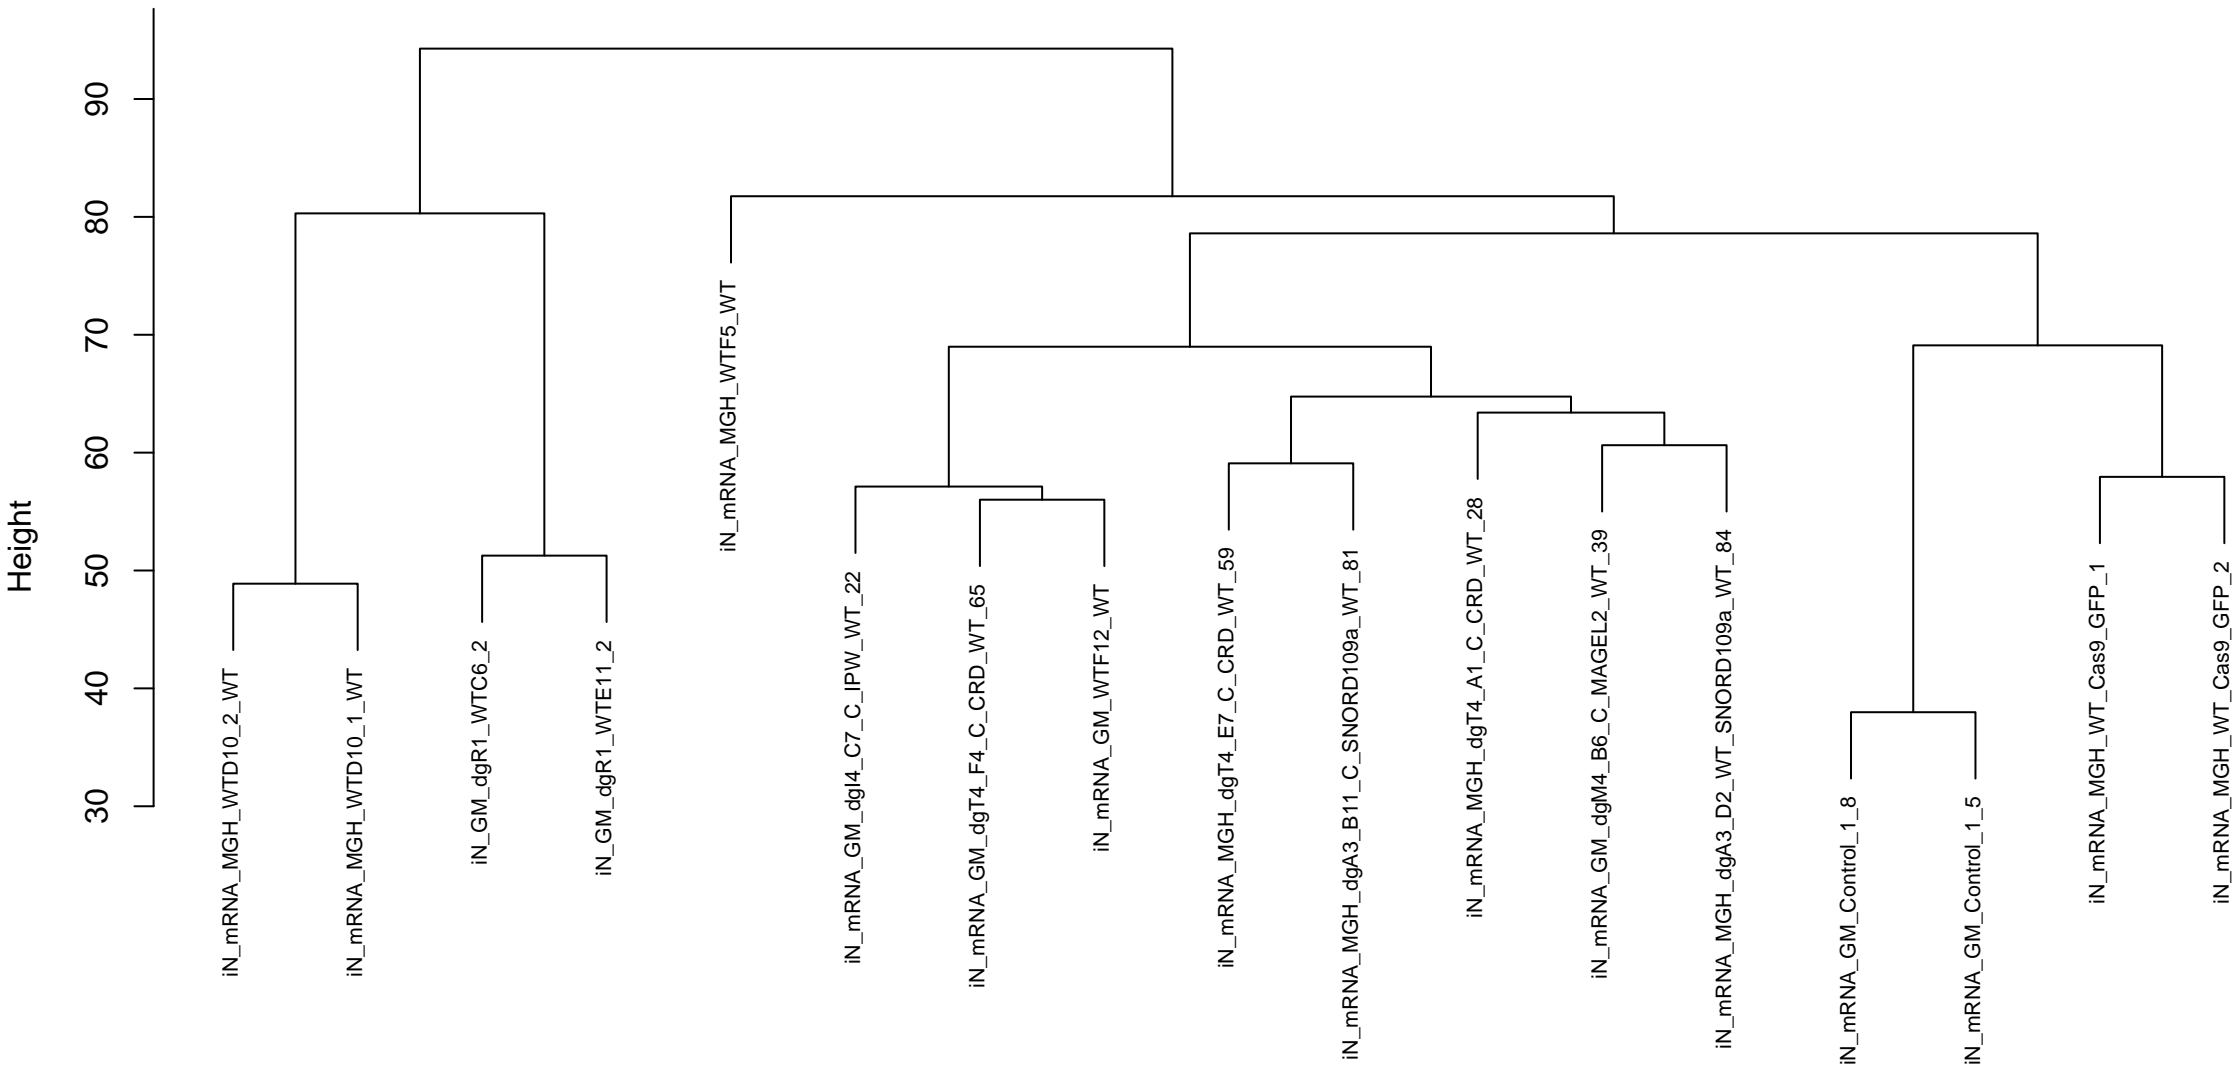 Height
90
80
70
60
50
40
30
iN_mRNA_MGH_WTD10_2_WT
iN_mRNA_MGH_WTD10_1_WT
iN_GM_dgR1_WTC6_2
iN_GM_dgR1_WTE11_2
iN_mRNA_MGH_WTF5_WT
iN_mRNA_GM_dgI4_C7_C_IPW_WT_22
iN_mRNA_GM_dgT4_F4_C_CRD_WT_65
iN_mRNA_GM_WTF12_WT
iN_mRNA_MGH_dgT4_E7_C_CRD_WT_59
iN_mRNA_MGH_dgA3_B11_C_SNORD109a_WT_81
iN_mRNA_MGH_dgT4_A1_C_CRD_WT_28
iN_mRNA_GM_dgM4_B6_C_MAGEL2_WT_39
iN_mRNA_MGH_dgA3_D2_WT_SNORD109a_WT_84
iN_mRNA_GM_Control_1_8
iN_mRNA_GM_Control_1_5
iN_mRNA_MGH_WT_Cas9_GFP_1
iN_mRNA_MGH_WT_Cas9_GFP_2